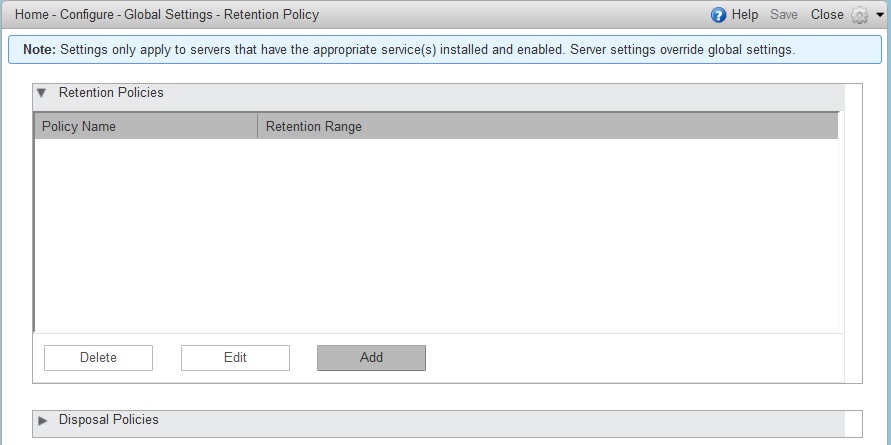 Home - Configure - Global Settings - Retention Policy Help Save Close
Note: Settings only apply to servers that have the appropriate service(s) installed and enabled. Server settings override global settings.
Retention Policies
Policy Name Retention Range
Delete Edit Add
Disposal Policies